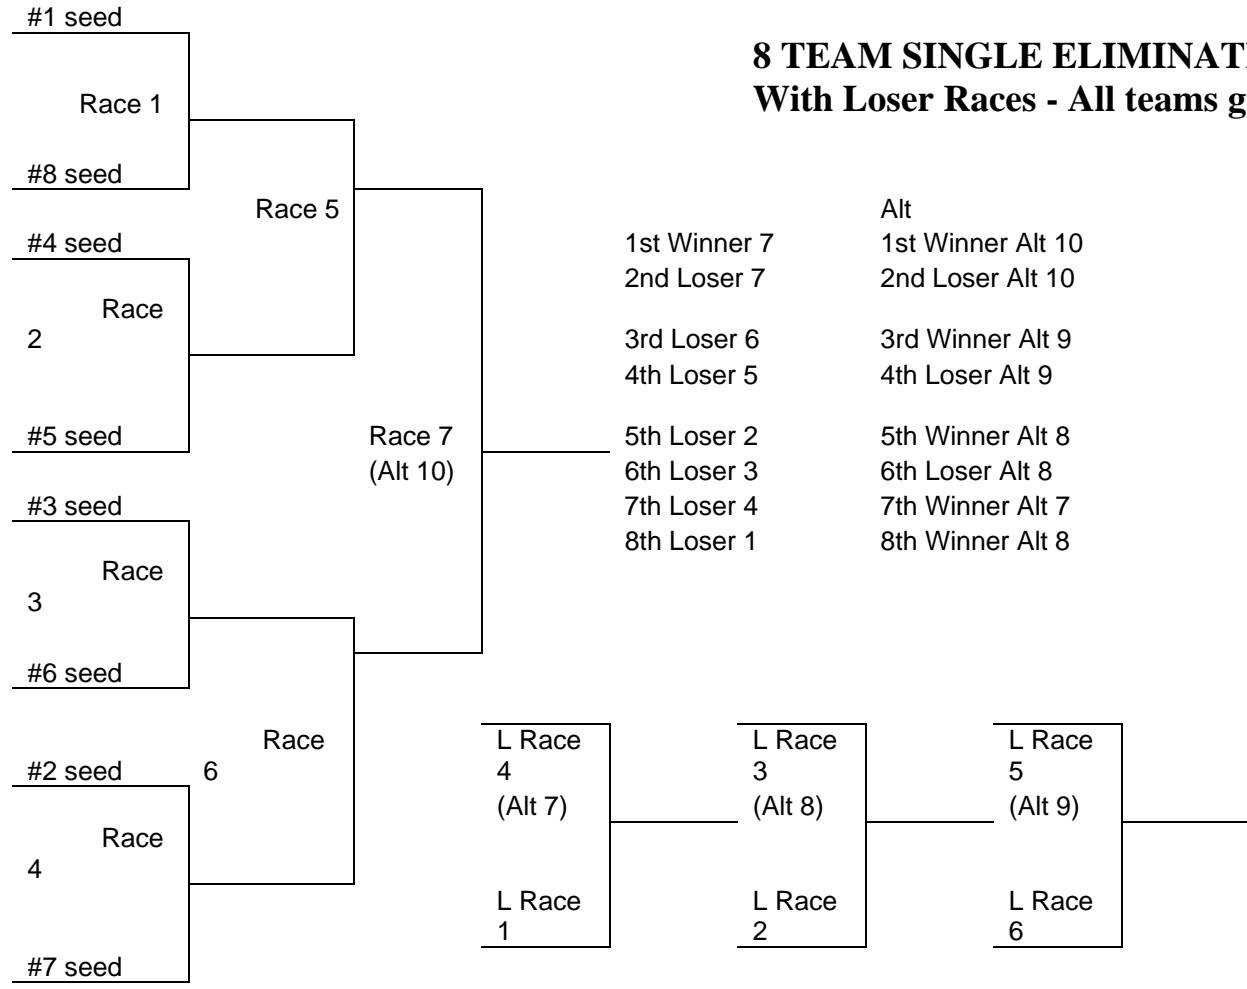 #1 seed
8 TEAM SINGLE ELIMINATI
With Loser Races - All teams g
Race 1
#8 seed
Race 5
#4 seed
Race
2
#5 seed
Race 7
(Alt 10)
#3 seed
Race
3
#6 seed
Race
6
#2 seed
Race
4
#7 seed
1st Winner 7
2nd Loser 7
3rd Loser 6
4th Loser 5
5th Loser 2
6th Loser 3
7th Loser 4
8th Loser 1
Alt
1st Winner Alt 10
2nd Loser Alt 10
3rd Winner Alt 9
4th Loser Alt 9
5th Winner Alt 8
6th Loser Alt 8
7th Winner Alt 7
8th Winner Alt 8
L Race
4
(Alt 7)
L Race
1
L Race
3
(Alt 8)
L Race
2
L Race
5
(Alt 9)
L Race
6